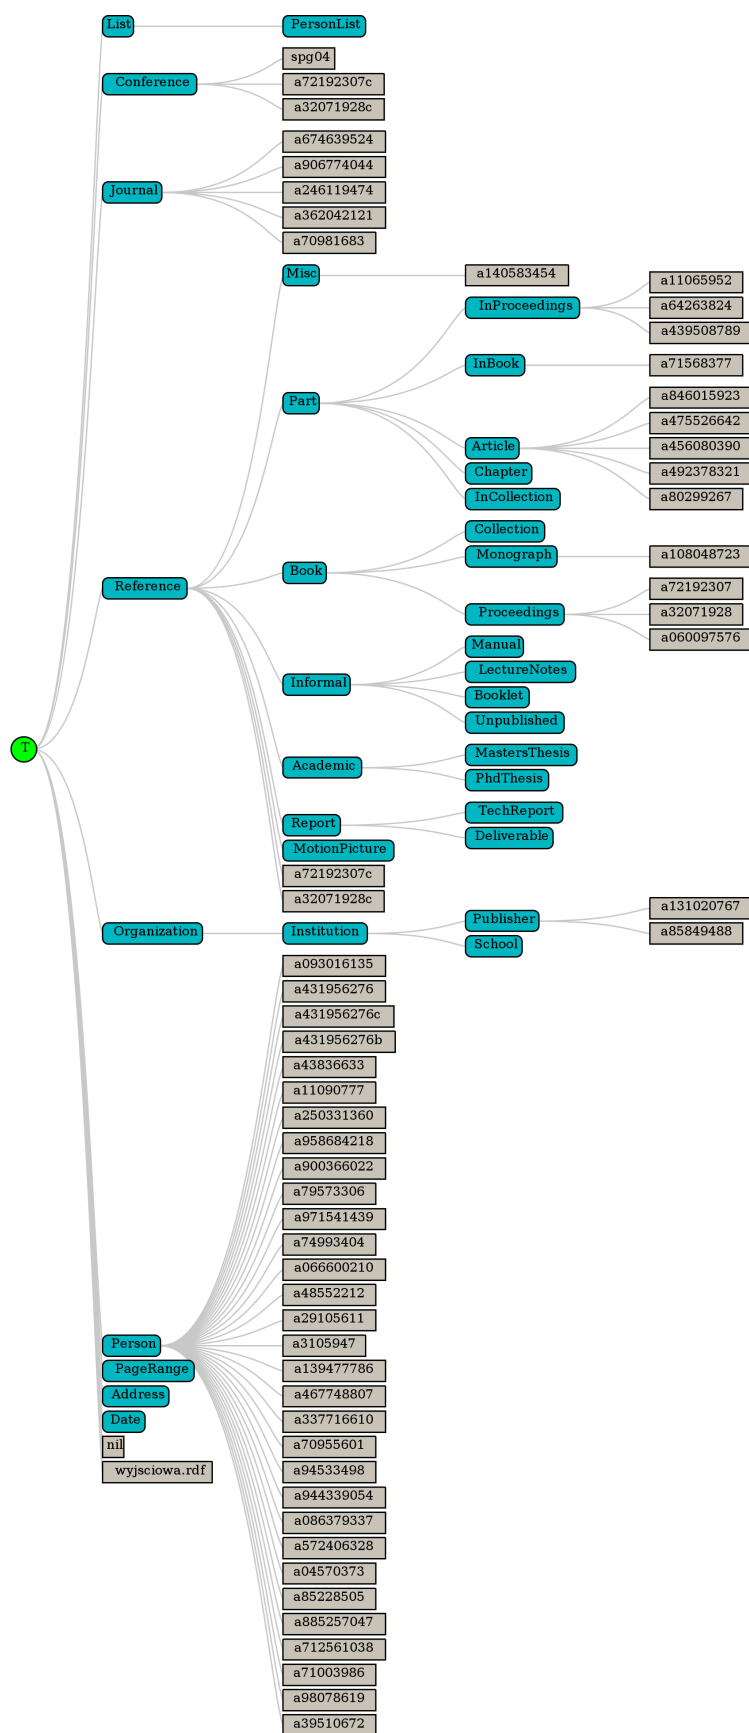 List
PersonList
Conference
spg04
a72192307c
a32071928c
Journal
a674639524
a906774044
a246119474
a362042121
a70981683
Reference
Misc
a140583454
Part
InProceedings
a11065952
a64263824
a439508789
InBook
a71568377
Article
a846015923
a475526642
a456080390
a492378321
a80299267
Chapter
InCollection
Book
Collection
Monograph
a108048723
Proceedings
a72192307
a32071928
a060097576
Informal
Manual
LectureNotes
Booklet
Unpublished
Academic
MastersThesis
PhdThesis
Report
TechReport
Deliverable
MotionPicture
a72192307c
a32071928c
T
Organization
Institution
Publisher
a131020767
a85849488
School
Person
a093016135
a431956276
a431956276c
a431956276b
a43836633
a11090777
a250331360
a958684218
a900366022
a79573306
a971541439
a74993404
a066600210
a48552212
a29105611
a3105947
a139477786
a467748807
a337716610
a70955601
a94533498
a944339054
a086379337
a572406328
a04570373
a85228505
a885257047
a712561038
a71003986
a98078619
a39510672
PageRange
Address
Date
nil
wyjsciowa.rdf